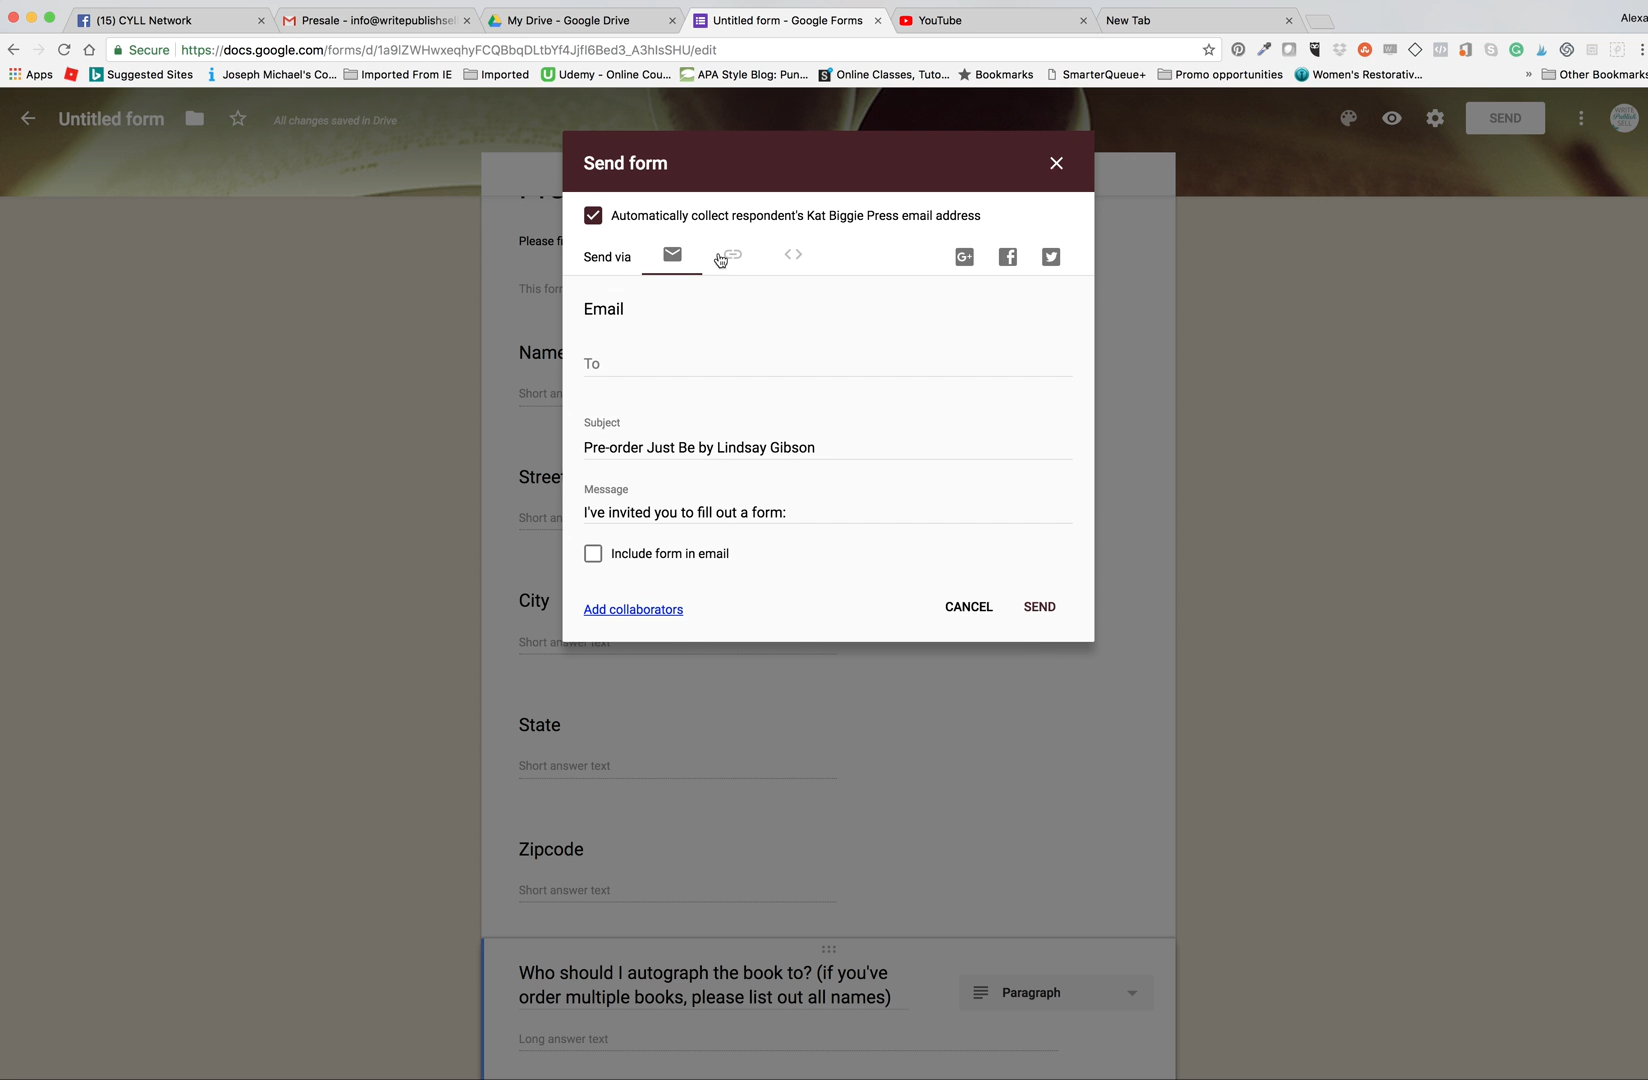 (15) CYLL Network
Presale - info@writepublishsell
My Drive - Google Drive
Untitled form - Google Forms
YouTube
New Tab
Alexa
Secure
https://docs.google.com/forms/d/1a9lZWHwxeqhyFCQBbqDLtbYf4Jjfl6Bed3_A3hlsSHU/edit
Apps
Suggested Sites
Joseph Michael's Co...
Imported From IE
Imported
Udemy - Online Cou...
APA Style Blog: Pun...
Online Classes, Tuto...
Bookmarks
SmarterQueue+
Promo opportunities
Women's Restorativ...
»
Other Bookmarks
Untitled form
All changes saved in Drive
SEND
Send form
Automatically collect respondent's Kat Biggie Press email address
Please fi
Send via
This for
Email
Name
To
Short an
Subject
Pre-order Just Be by Lindsay Gibson
Street
Message
I've invited you to fill out a form:
Short an
Include form in email
City
Add collaborators
CANCEL
SEND
Short answer text
State
Short answer text
Zipcode
Short answer text
Who should I autograph the book to? (if you've
order multiple books, please list out all names)
Paragraph
Long answer text